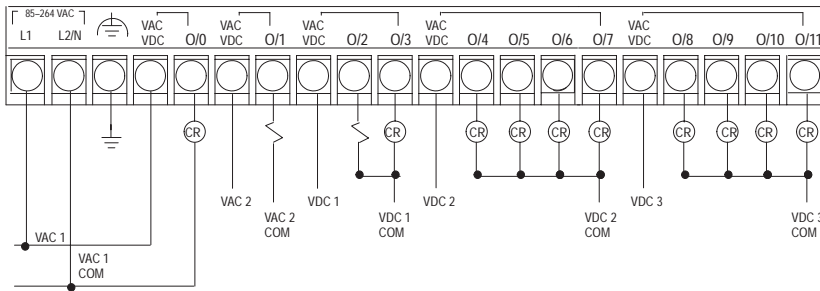 85–264 VAC
L1 L2/N
VAC VDC O/0
VAC VDC O/1
VAC VDC O/2 O/3
VAC VDC O/4 O/5 O/6 O/7
VAC VDC O/8 O/9 O/10 O/11
CR CR CR CR CR CR CR CR CR CR
VAC 1
VAC 1
COM
VAC 2
VAC 2
COM
VDC 1
VDC 1
COM
VDC 2
VDC 2
COM
VDC 3
VDC 3
COM